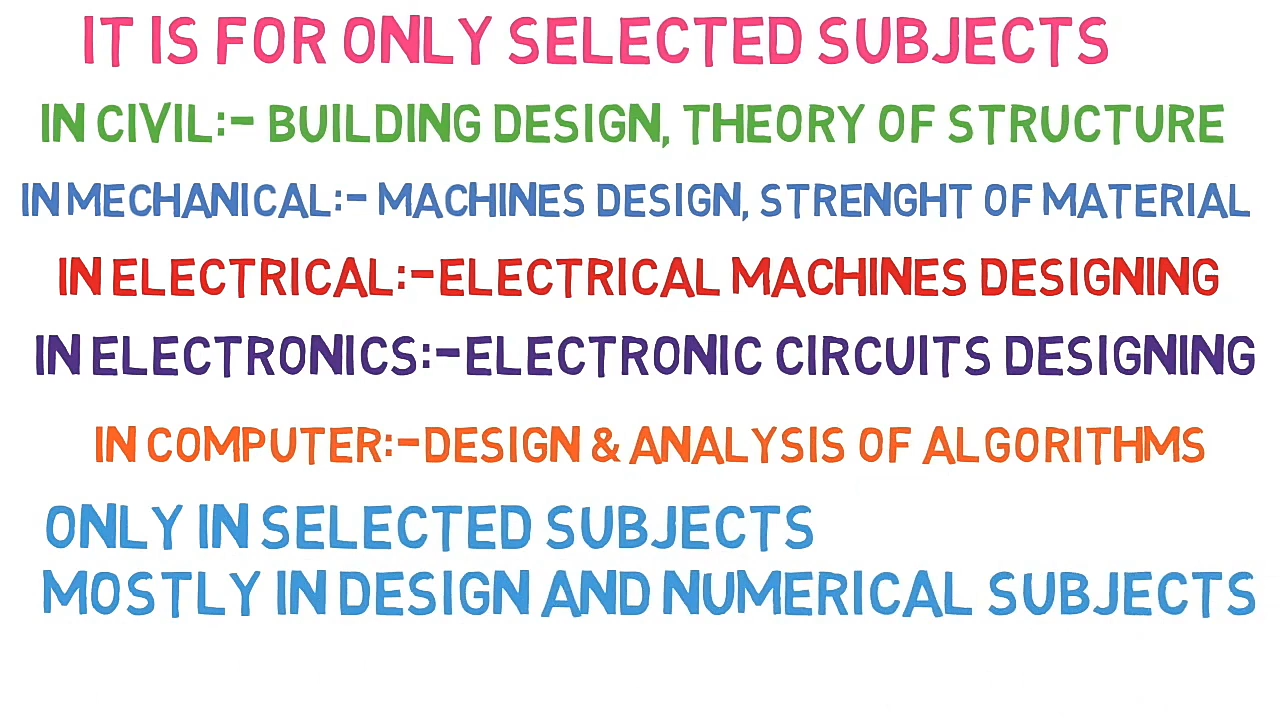 IT IS FOR ONLY SELECTED SUBJECTS
IN CIVIL:- BUILDING DESIGN, THEORY OF STRUCTURE
IN MECHANICAL:- MACHINES DESIGN, STRENGHT OF MATERIAL
IN ELECTRICAL:-ELECTRICAL MACHINES DESIGNING
IN ELECTRONICS:-ELECTRONIC CIRCUITS DESIGNING
IN COMPUTER:-DESIGN & ANALYSIS OF ALGORITHMS
ONLY IN SELECTED SUBJECTS
MOSTLY IN DESIGN AND NUMERICAL SUBJECTS